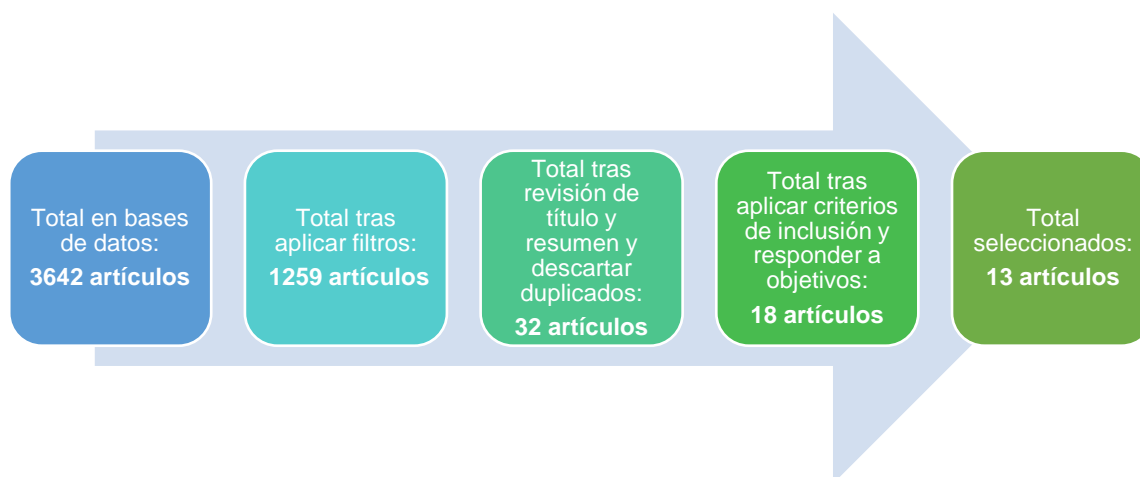 Total en bases
de datos:
3642 artículos
Total tras
aplicar filtros:
1259 artículos
Total tras
revisión de
título y
resumen y
descartar
duplicados:
32 artículos
Total tras
aplicar criterios
de inclusión y
responder a
objetivos:
18 artículos
Total
seleccionados:
13 artículos